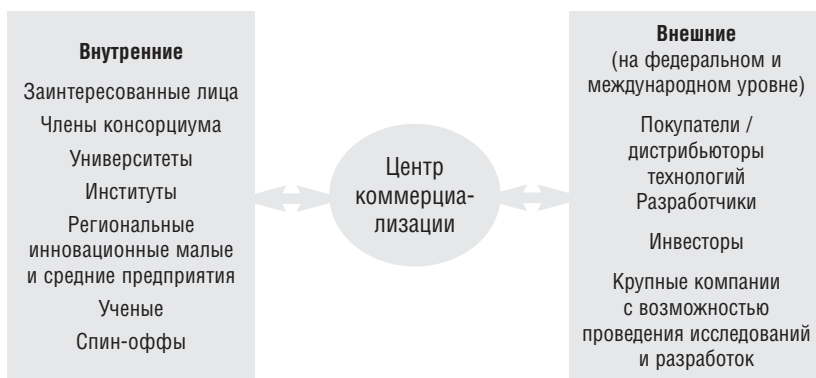 Внутренние
Заинтересованные лица
Члены консорциума
Университеты
Институты
Региональные
инновационные малые
и средние предприятия
Ученые
Спин-оффы
Центр
коммерциа-
лизации
Внешние
(на федеральном и
международном уровне)
Покупатели /
дистрибьюторы
технологий
Разработчики
Инвесторы
Крупные компании
с возможностью
проведения исследований
и разработок